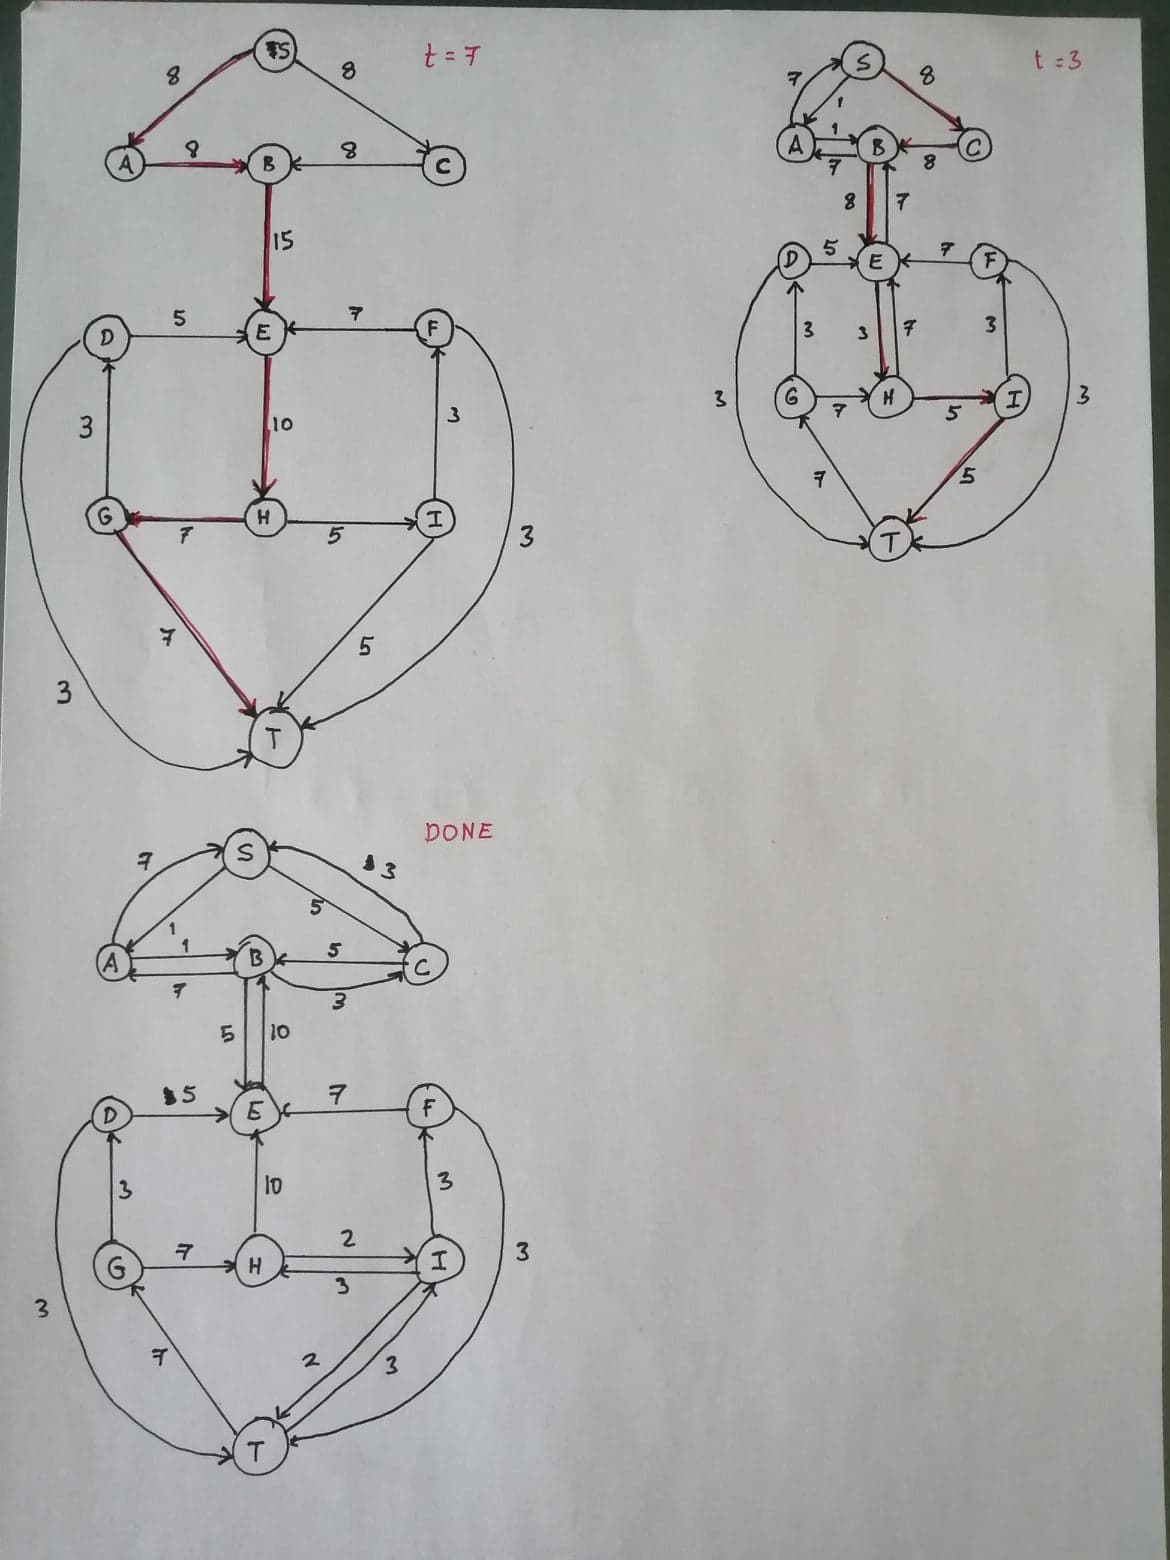 S t = 7
8 8
A 8 B 8 C
15
D 5 E 7 F
3 10 3
G 7 H 5 I
3
7 5
3
T
S t = 3
7 8
1
A 1 B C
7 8
8 7
D 5 E 7 F
3 3 7 3
3 G 7 H 5 I 3
7 5
T
DONE
7 S 3
5
1
A 1 B 5 C
7 3
5 10
D 5 E 7 F
3 10 3
G 7 H 2 I 3
3
3
7 2 3
T